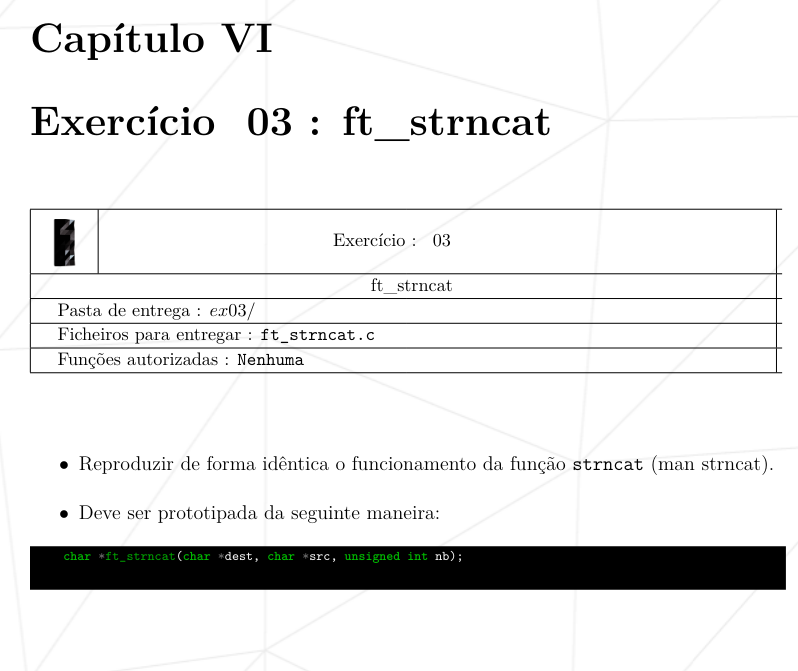 Capítulo VI
Exercício 03 : ft_strncat
Exercício : 03
ft_strncat
Pasta de entrega : ex03/
Ficheiros para entregar : ft_strncat.c
Funções autorizadas : Nenhuma
• Reproduzir de forma idêntica o funcionamento da função strncat (man strncat).
• Deve ser prototipada da seguinte maneira:
char *ft_strncat(char *dest, char *src, unsigned int nb);